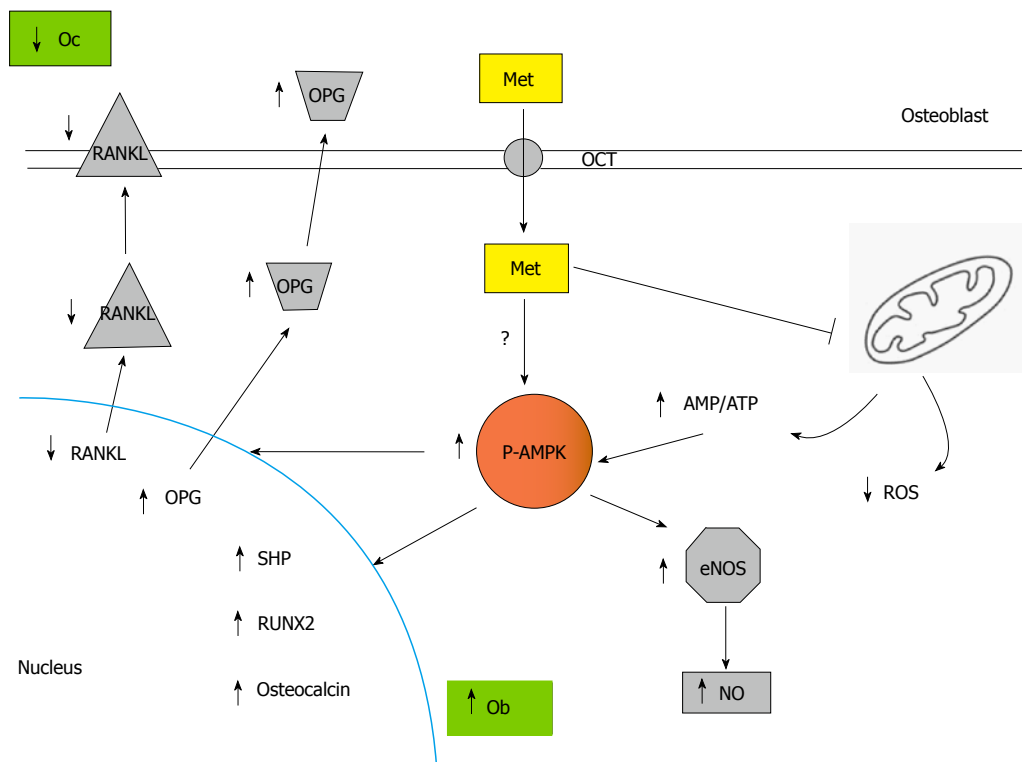 Oc
OPG
Met
Osteoblast
RANKL
OCT
Met
OPG
RANKL
?
AMP/ATP
RANKL
P-AMPK
OPG
ROS
SHP
eNOS
RUNX2
Nucleus
Osteocalcin
Ob
NO